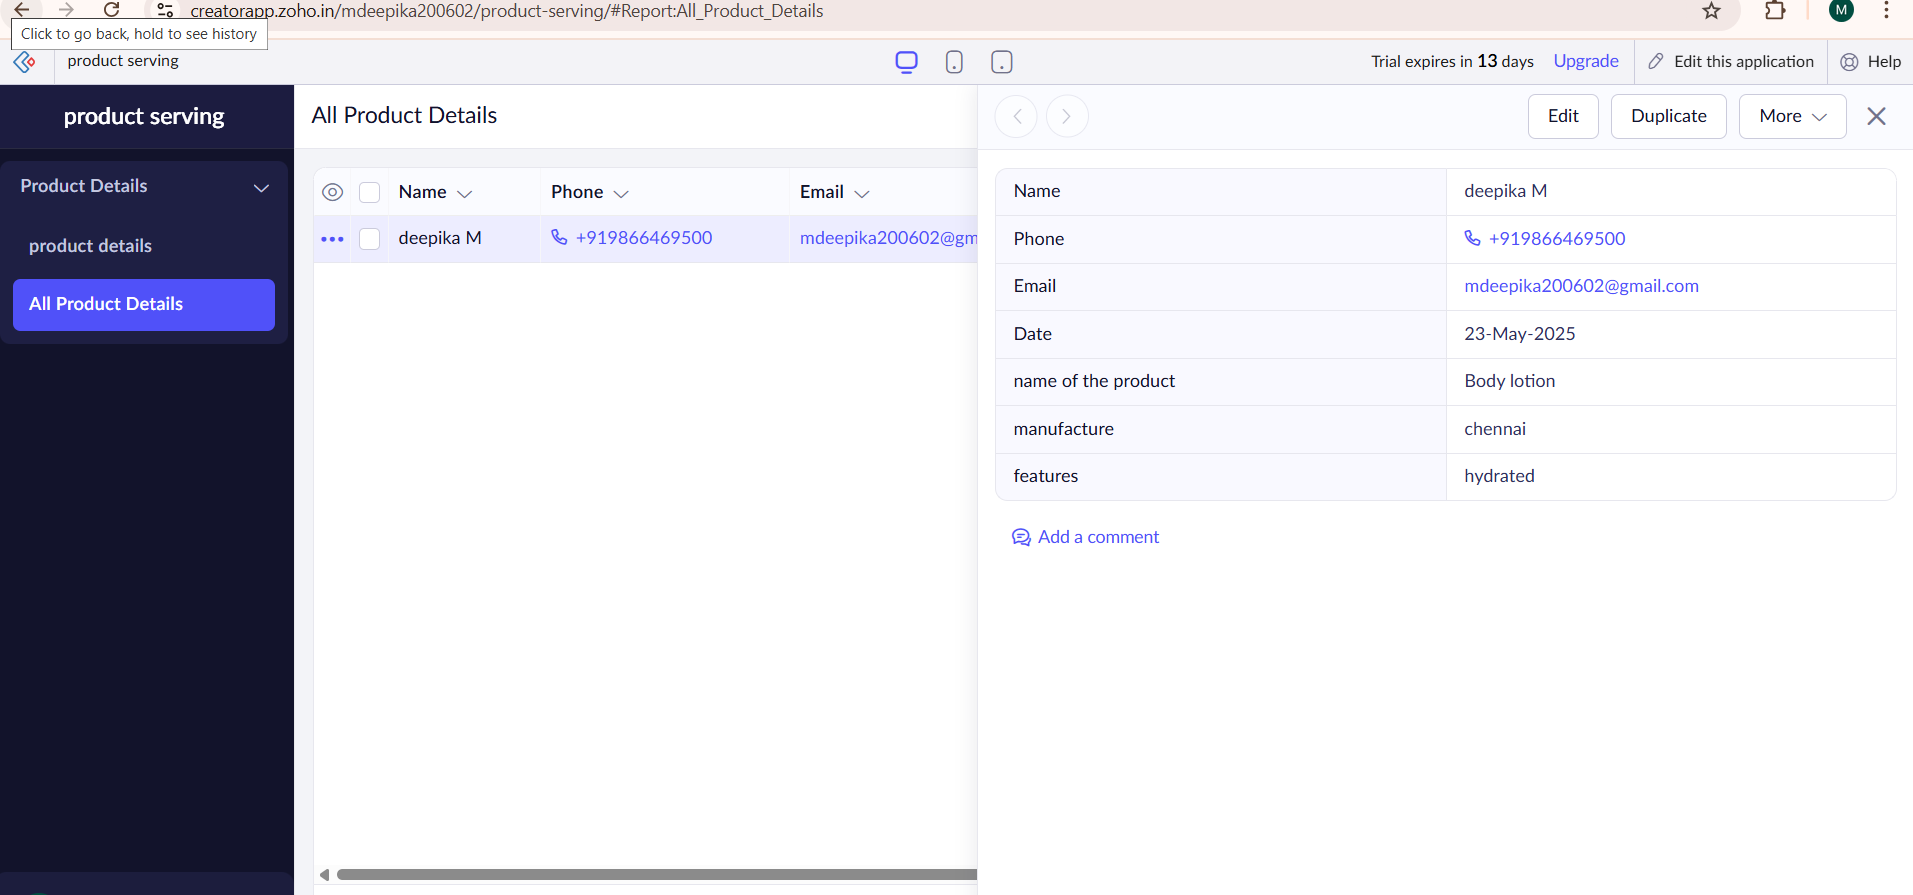 creatorapp.zoho.in/mdeepika200602/product-serving/#Report:All_Product_Details
M
Click to go back, hold to see history
product serving
Trial expires in 13 days
Upgrade
Edit this application
Help
product serving
Product Details
product details
All Product Details
All Product Details
Name
Phone
Email
deepika M
+919866469500
mdeepika200602@gm
Edit
Duplicate
More
Name
deepika M
Phone
+919866469500
Email
mdeepika200602@gmail.com
Date
23-May-2025
name of the product
Body lotion
manufacture
chennai
features
hydrated
Add a comment